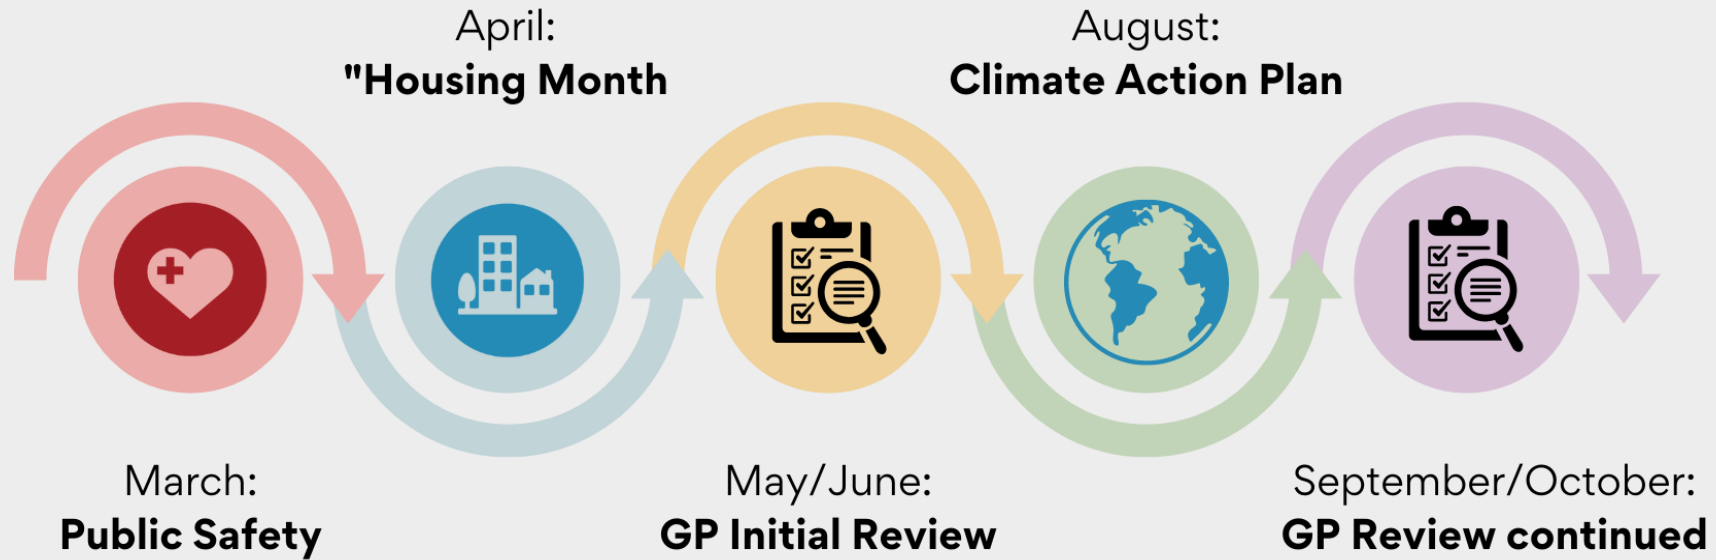 March:
Public Safety
April:
"Housing Month
May/June:
GP Initial Review
August:
Climate Action Plan
September/October:
GP Review continued